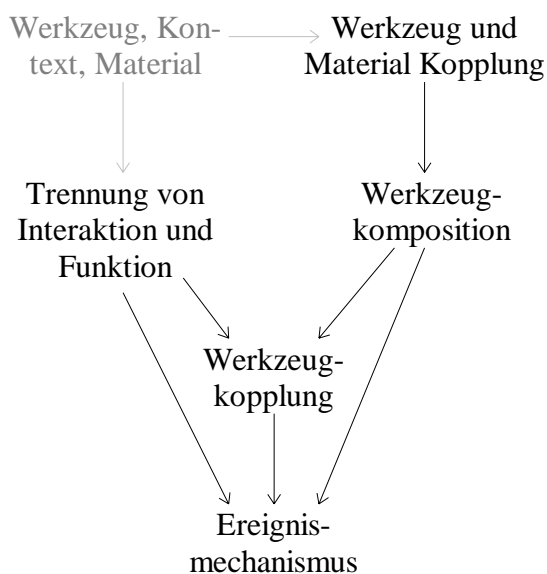 Werkzeug, Kon-
text, Material
Werkzeug und
Material Kopplung
Trennung von
Interaktion und
Funktion
Werkzeug-
komposition
Werkzeug-
kopplung
Ereignis-
mechanismus